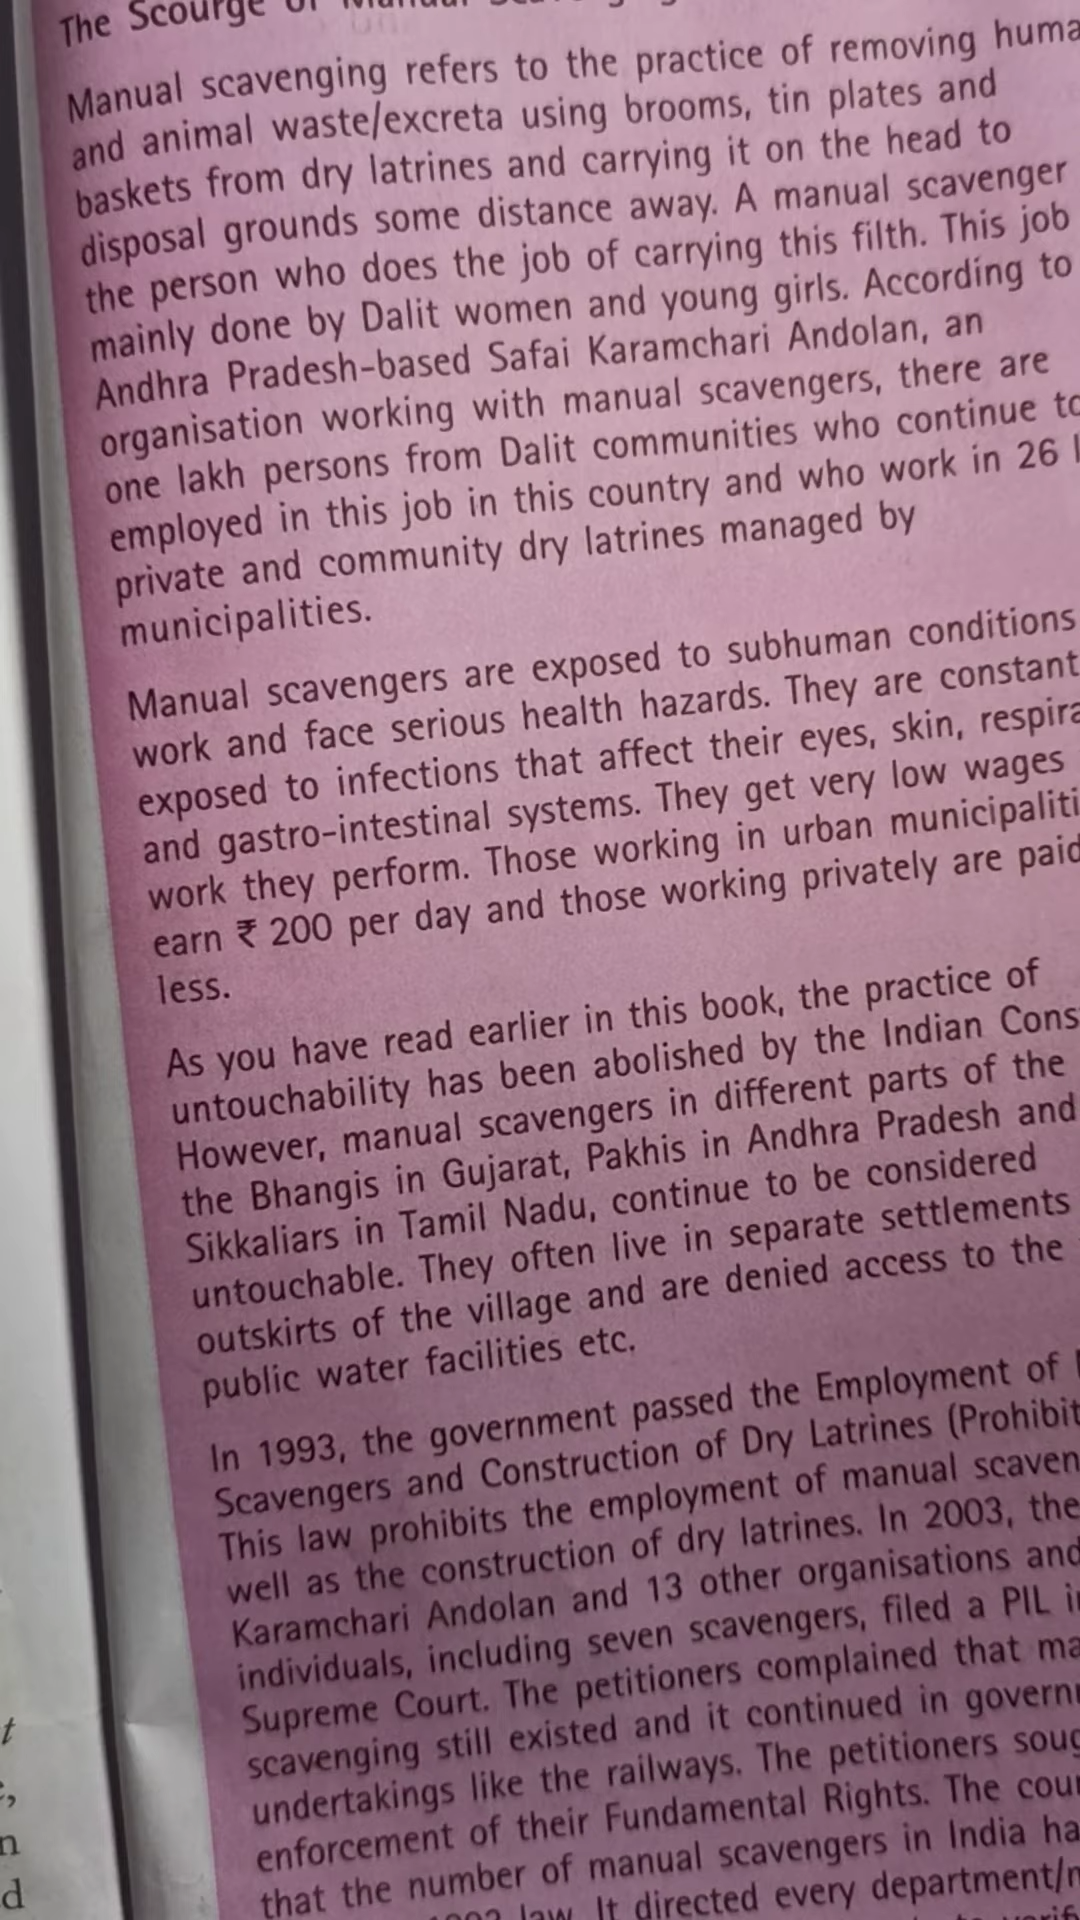 The Scourge of Manual
Manual scavenging refers to the practice of removing huma
and animal waste/excreta using brooms, tin plates and
baskets from dry latrines and carrying it on the head to
disposal grounds some distance away. A manual scavenger
the person who does the job of carrying this filth. This job
mainly done by Dalit women and young girls. According to
Andhra Pradesh-based Safai Karamchari Andolan, an
organisation working with manual scavengers, there are
one lakh persons from Dalit communities who continue to
employed in this job in this country and who work in 26
private and community dry latrines managed by
municipalities.
Manual scavengers are exposed to subhuman conditions
work and face serious health hazards. They are constant
exposed to infections that affect their eyes, skin, respira
and gastro-intestinal systems. They get very low wages
work they perform. Those working in urban municipaliti
earn ₹ 200 per day and those working privately are paid
less.
As you have read earlier in this book, the practice of
untouchability has been abolished by the Indian Cons
However, manual scavengers in different parts of the
the Bhangis in Gujarat, Pakhis in Andhra Pradesh and
Sikkaliars in Tamil Nadu, continue to be considered
untouchable. They often live in separate settlements
outskirts of the village and are denied access to the
public water facilities etc.
In 1993, the government passed the Employment of
Scavengers and Construction of Dry Latrines (Prohibit
This law prohibits the employment of manual scaven
well as the construction of dry latrines. In 2003, the
Karamchari Andolan and 13 other organisations and
individuals, including seven scavengers, filed a PIL i
Supreme Court. The petitioners complained that ma
scavenging still existed and it continued in govern
undertakings like the railways. The petitioners soug
enforcement of their Fundamental Rights. The cour
that the number of manual scavengers in India ha
law. It directed every department/
t
n
d